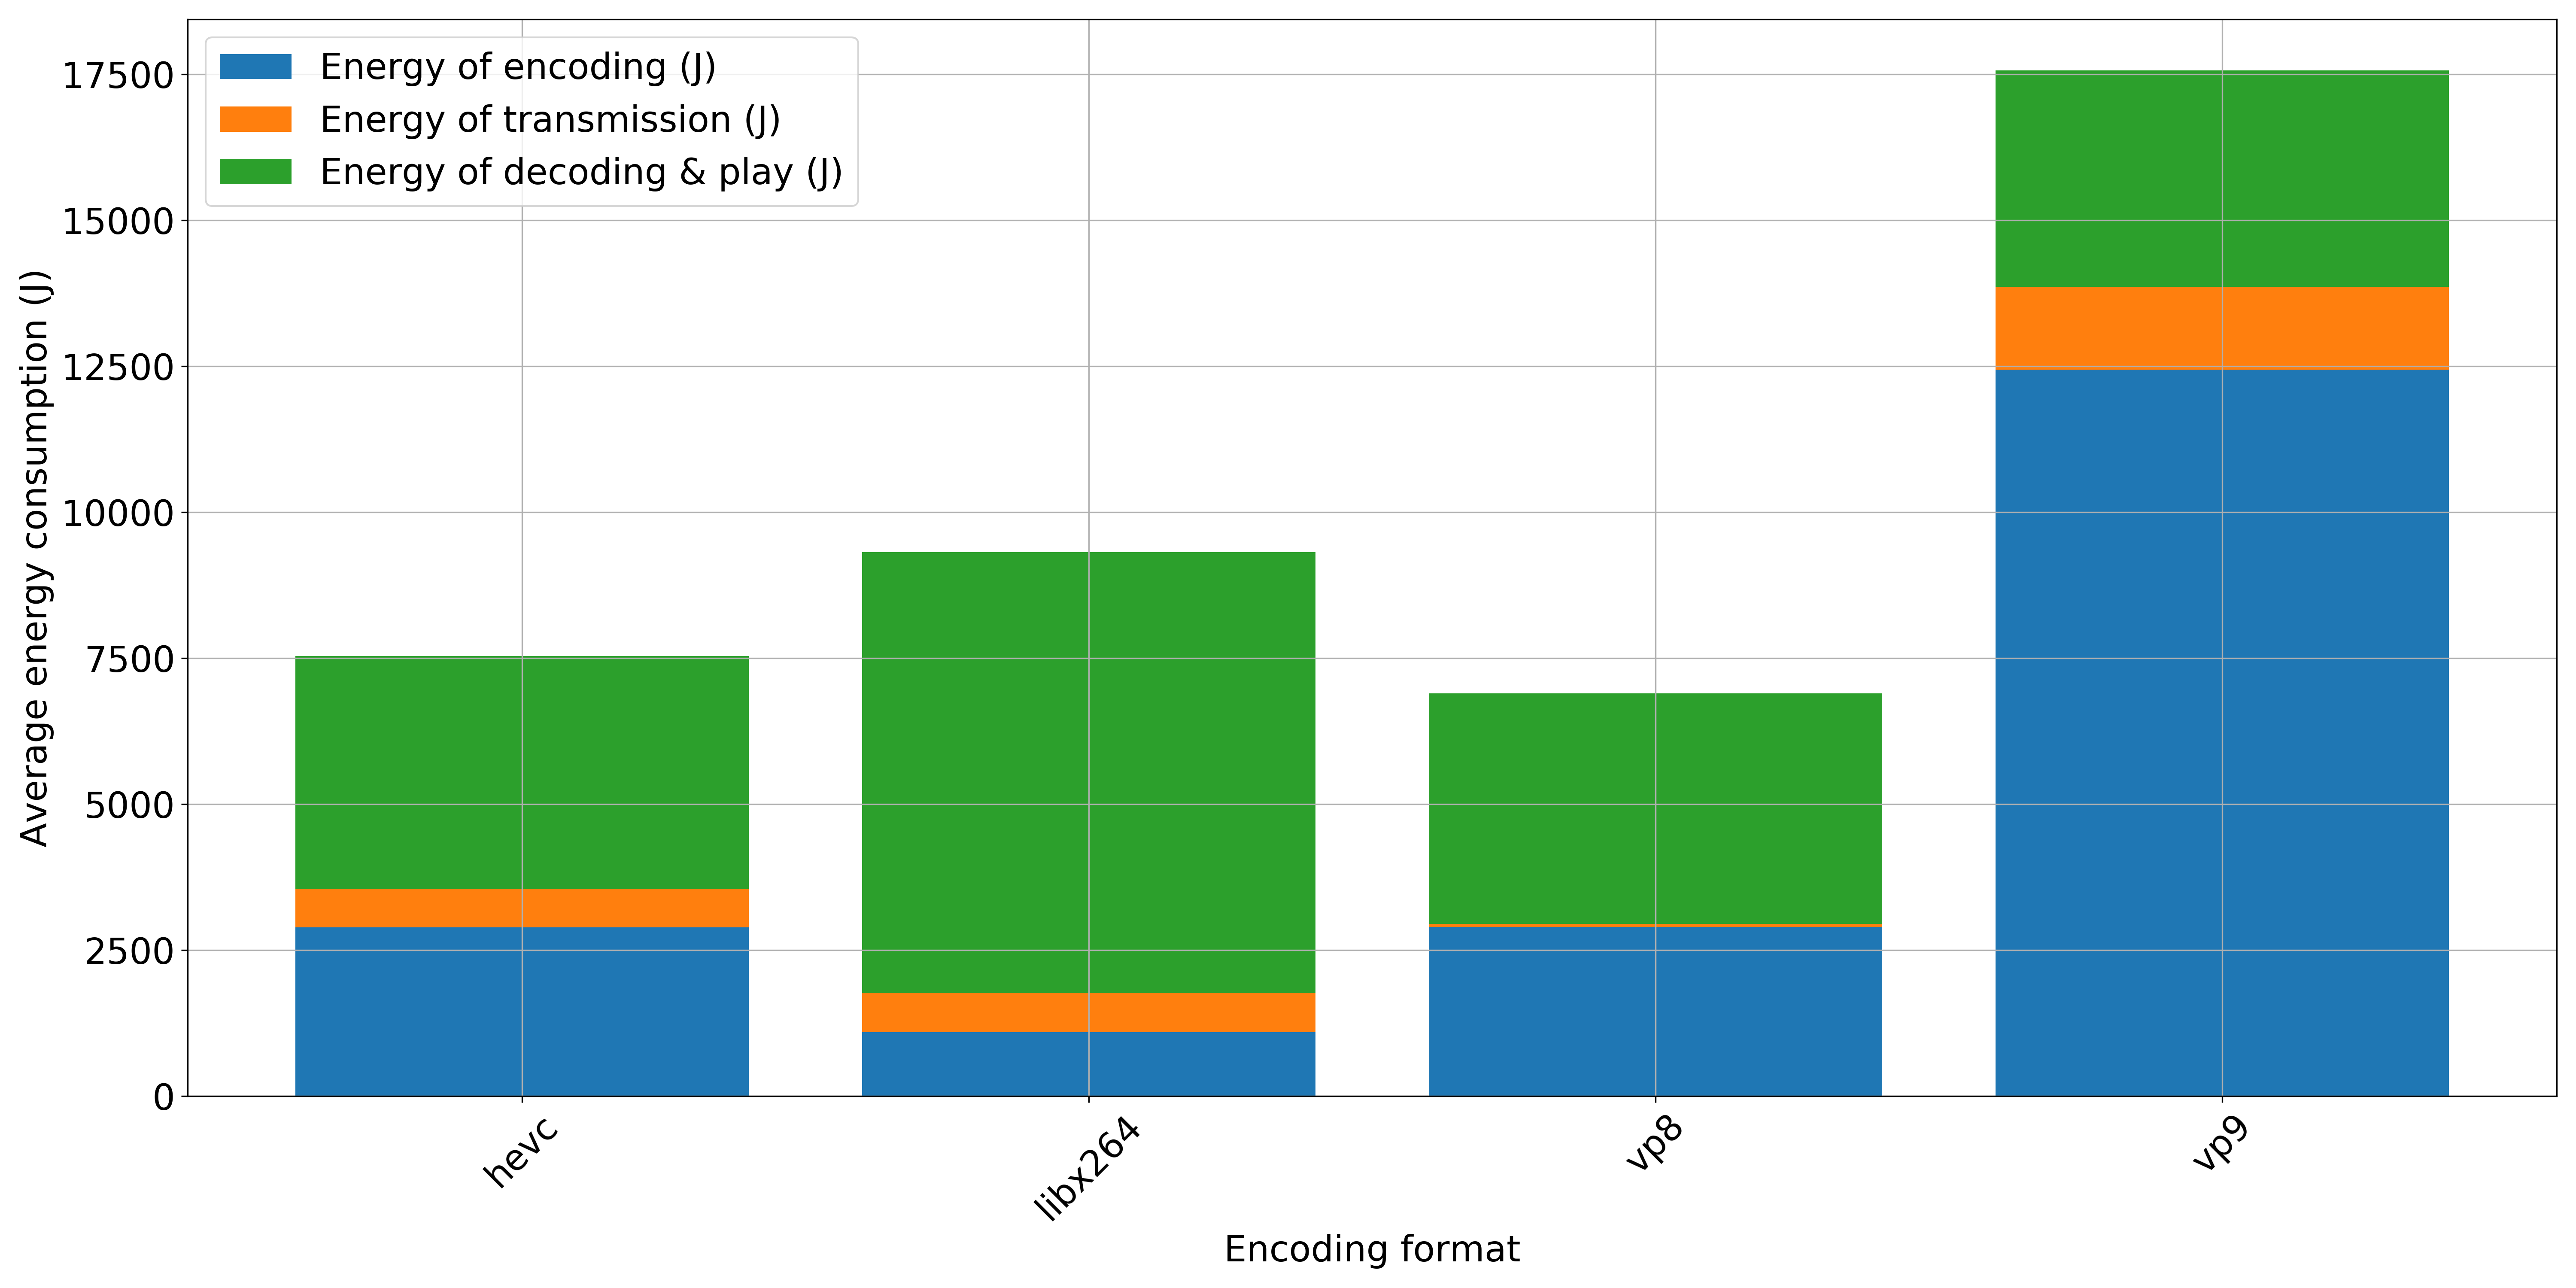 Energy of encoding (J)
Energy of transmission (J)
Energy of decoding & play (J)
Average energy consumption (J)
17500
15000
12500
10000
7500
5000
2500
0
hevc
libx264
vp8
vp9
Encoding format